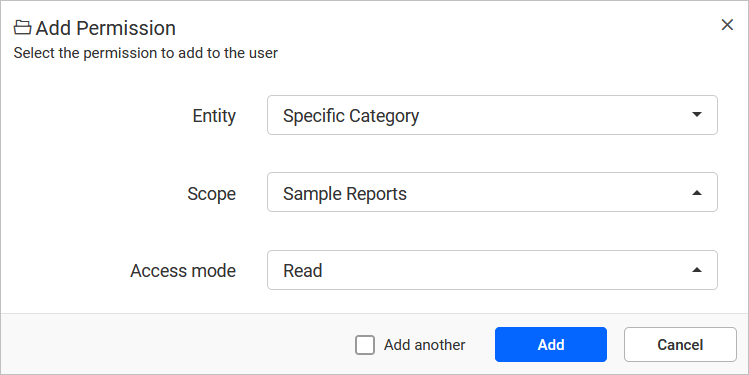 Add Permission
Select the permission to add to the user
Entity
Specific Category
Scope
Sample Reports
Access mode
Read
Add another
Add
Cancel